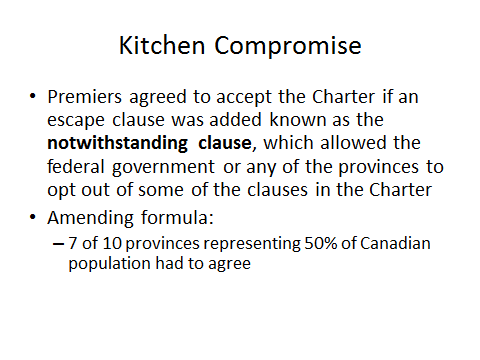 Kitchen Compromise
• Premiers agreed to accept the Charter if an
escape clause was added known as the
notwithstanding clause, which allowed the
federal government or any of the provinces to
opt out of some of the clauses in the Charter
• Amending formula:
– 7 of 10 provinces representing 50% of Canadian
population had to agree